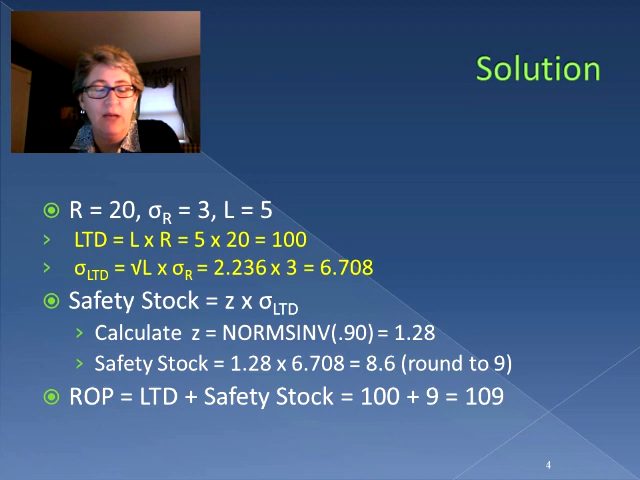 Solution
R = 20, σR = 3, L = 5
LTD = L x R = 5 x 20 = 100
σLTD = √L x σR = 2.236 x 3 = 6.708
Safety Stock = z x σLTD
Calculate z = NORMSINV(.90) = 1.28
Safety Stock = 1.28 x 6.708 = 8.6 (round to 9)
ROP = LTD + Safety Stock = 100 + 9 = 109
4